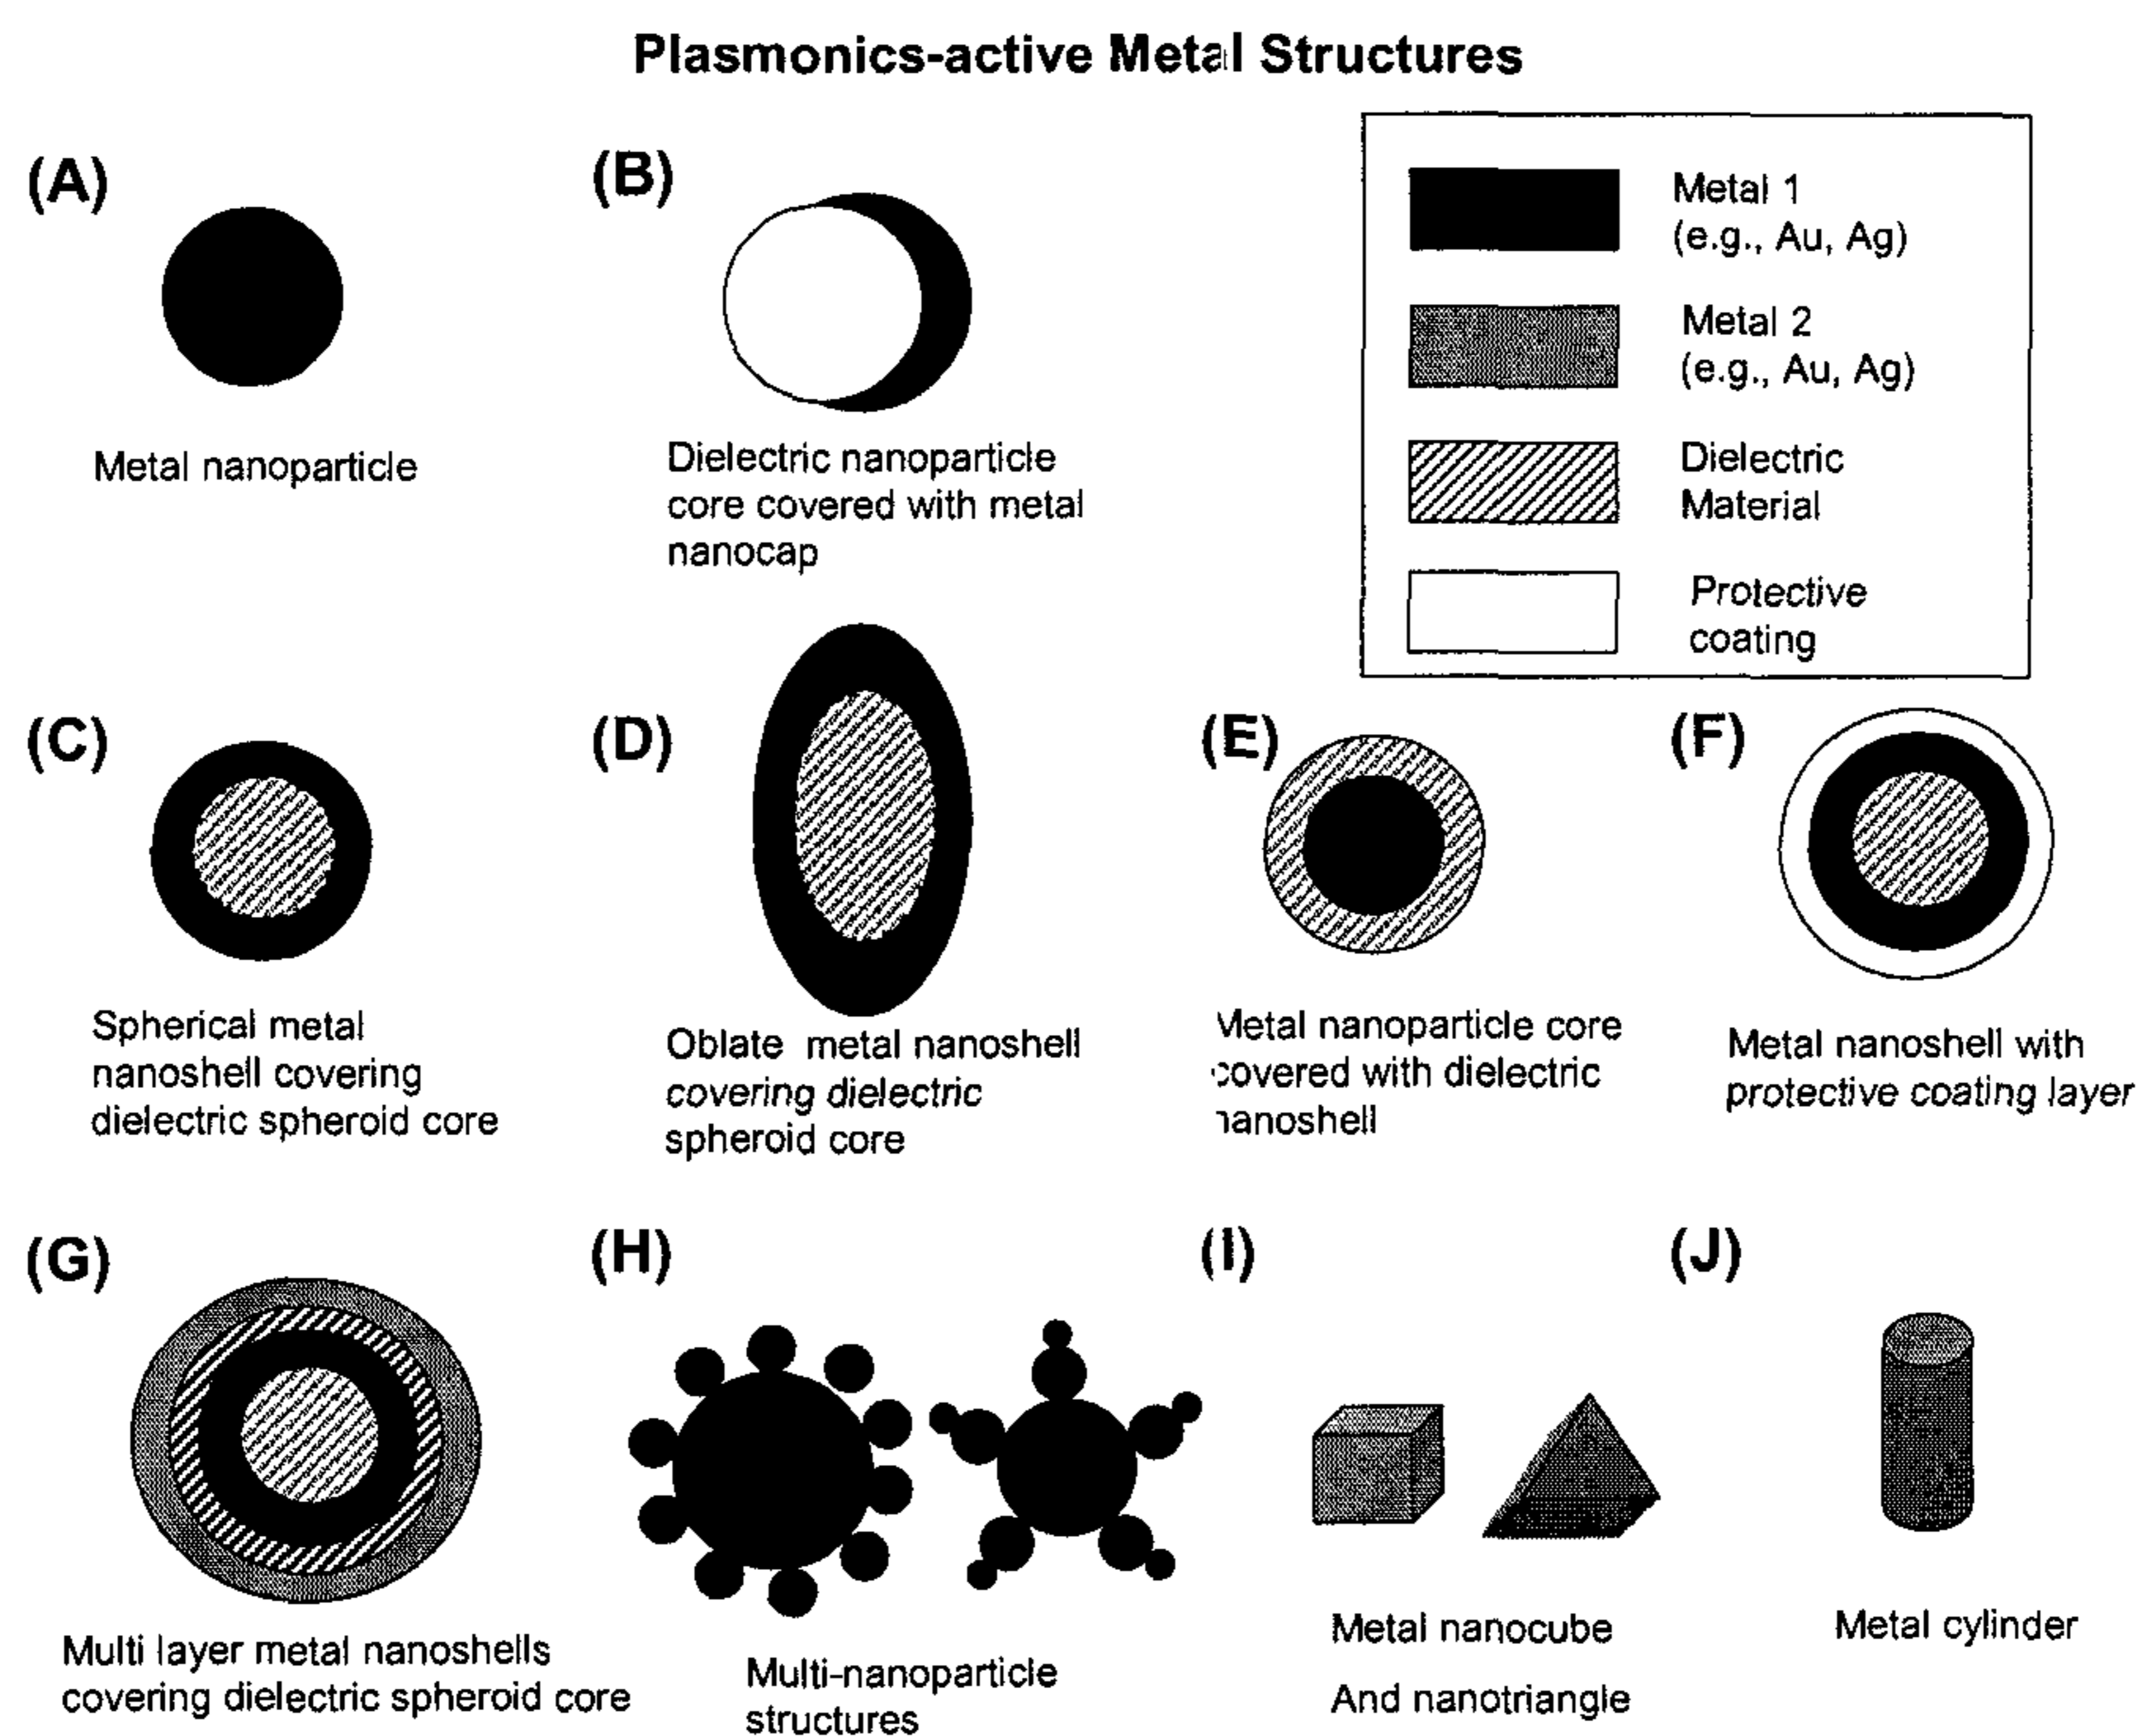 Plasmonics-active Metal Structures
(A)
Metal nanoparticle
(B)
Dielectric nanoparticle
core covered with metal
nanocap
Metal 1
(e.g., Au, Ag)
Metal 2
(e.g., Au, Ag)
Dielectric
Material
Protective
coating
(C)
Spherical metal
nanoshell covering
dielectric spheroid core
(D)
Oblate metal nanoshell
covering dielectric
spheroid core
(E)
Metal nanoparticle core
covered with dielectric
nanoshell
(F)
Metal nanoshell with
protective coating layer
(G)
Multi layer metal nanoshells
covering dielectric spheroid core
(H)
Multi-nanoparticle
structures
(I)
Metal nanocube
And nanotriangle
(J)
Metal cylinder